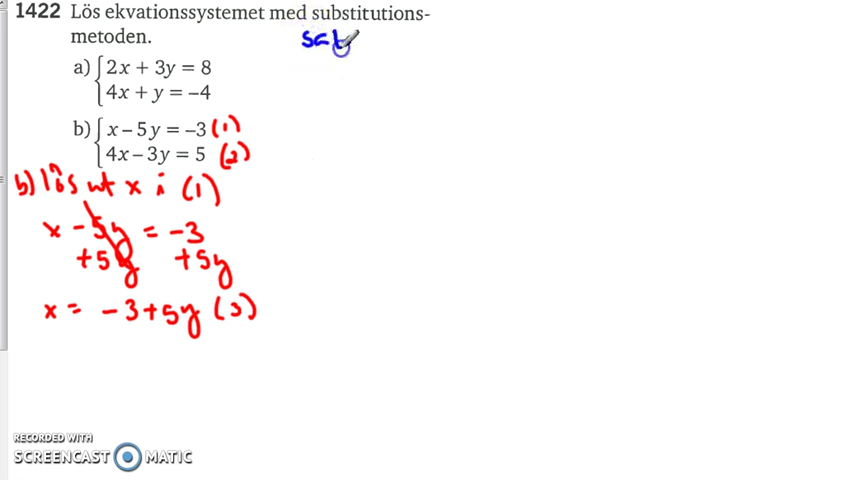 1422 Lös ekvationssystemet med substitutions-
metoden.
sät
a) 2x + 3y = 8
4x + y = −4
b) x − 5y = −3 (1)
4x − 3y = 5 (2)
b) lös ut x i (1)
x - 5y = -3
+5y +5y
x = -3+5y (3)
RECORDED WITH
SCREENCAST MATIC